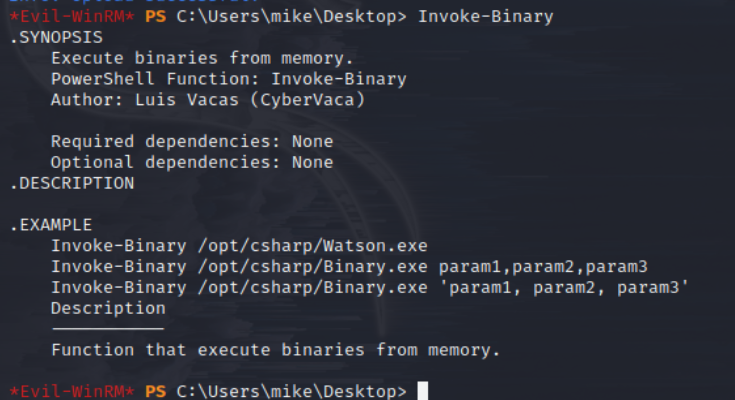 *Evil-WinRM* PS C:\Users\mike\Desktop> Invoke-Binary
.SYNOPSIS
    Execute binaries from memory.
    PowerShell Function: Invoke-Binary
    Author: Luis Vacas (CyberVaca)

    Required dependencies: None
    Optional dependencies: None
.DESCRIPTION

.EXAMPLE
    Invoke-Binary /opt/csharp/Watson.exe
    Invoke-Binary /opt/csharp/Binary.exe param1,param2,param3
    Invoke-Binary /opt/csharp/Binary.exe 'param1, param2, param3'
    Description
    -----------
    Function that execute binaries from memory.

*Evil-WinRM* PS C:\Users\mike\Desktop>